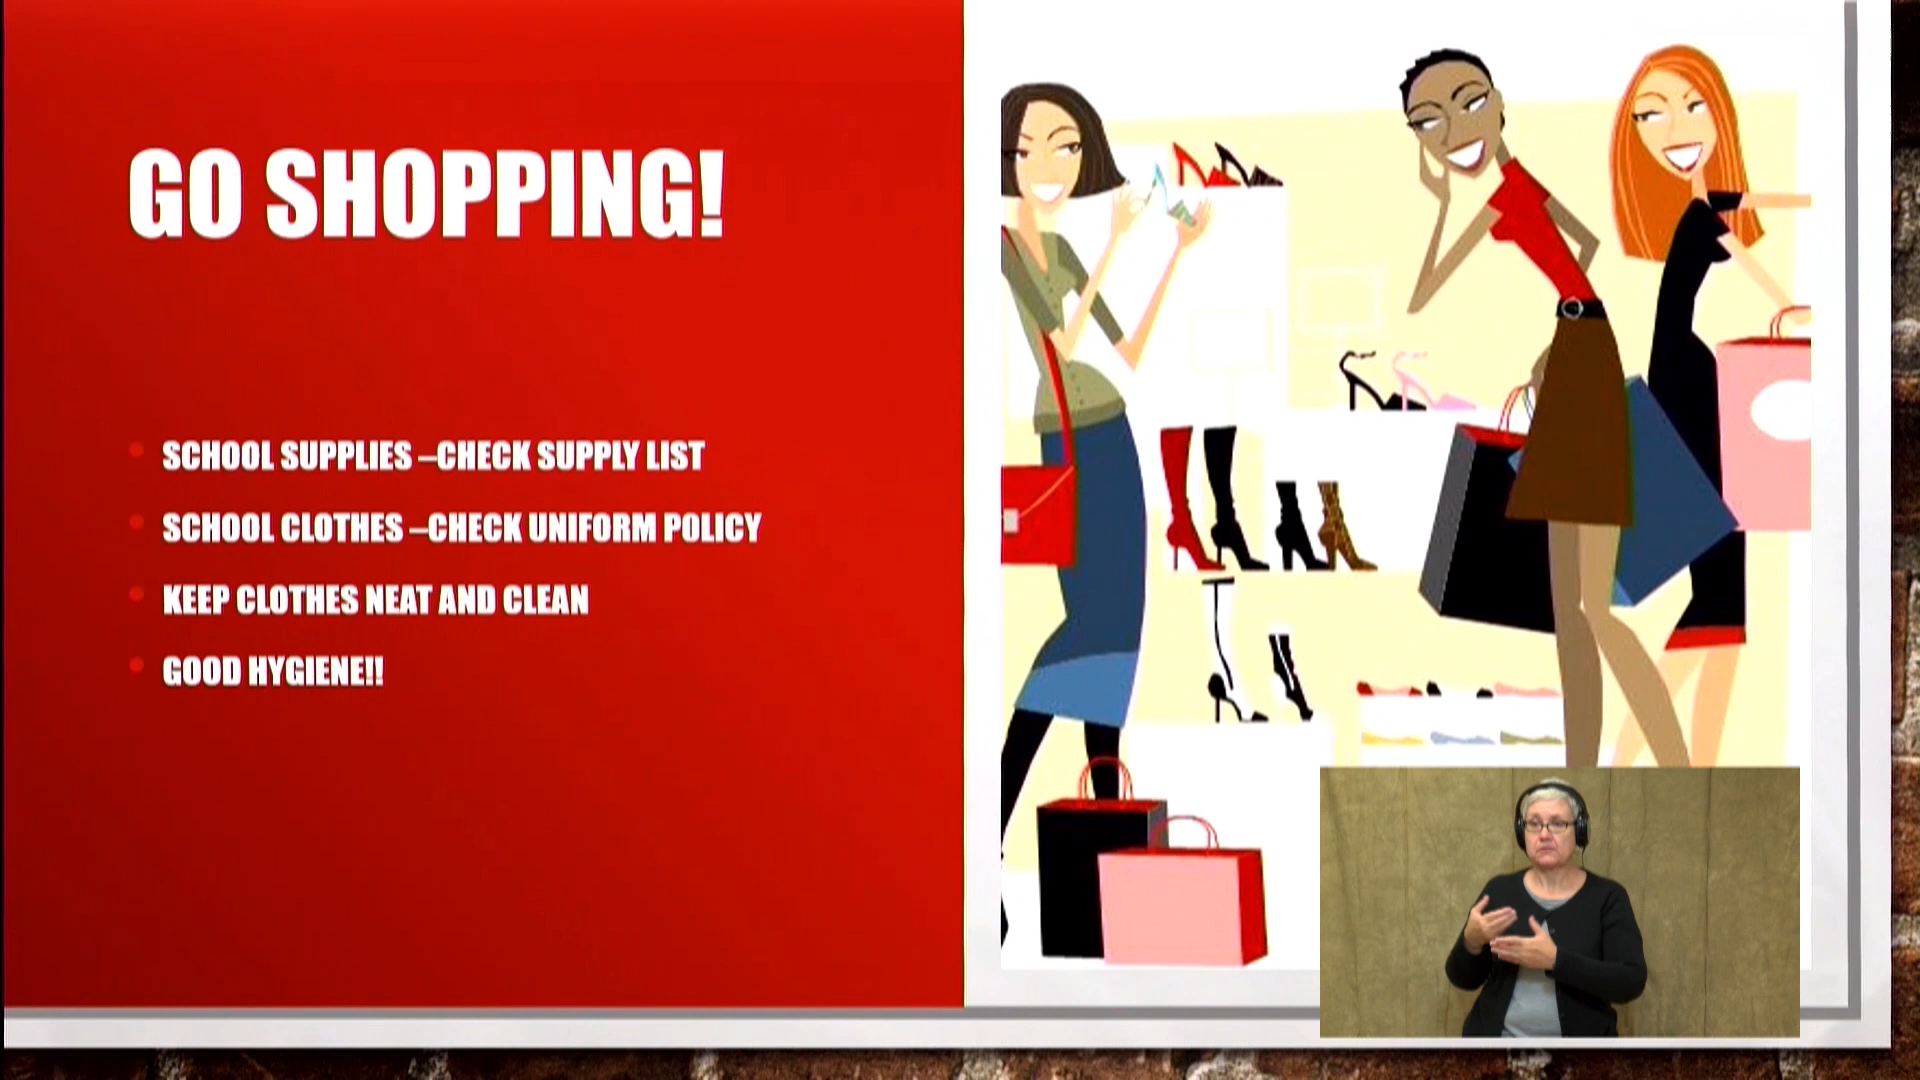 GO SHOPPING!
SCHOOL SUPPLIES –CHECK SUPPLY LIST
SCHOOL CLOTHES –CHECK UNIFORM POLICY
KEEP CLOTHES NEAT AND CLEAN
GOOD HYGIENE!!